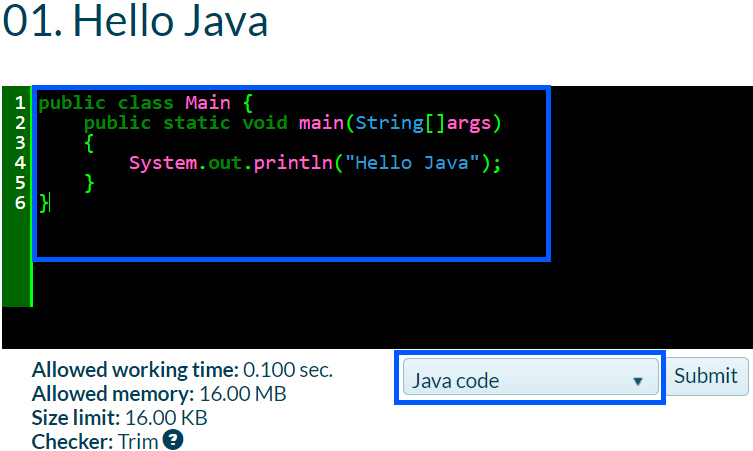 01. Hello Java
1 public class Main {
2     public static void main(String[]args)
3     {
4         System.out.println("Hello Java");
5     }
6 }
Allowed working time: 0.100 sec.
Allowed memory: 16.00 MB
Size limit: 16.00 KB
Checker: Trim ?
Java code ▼
Submit